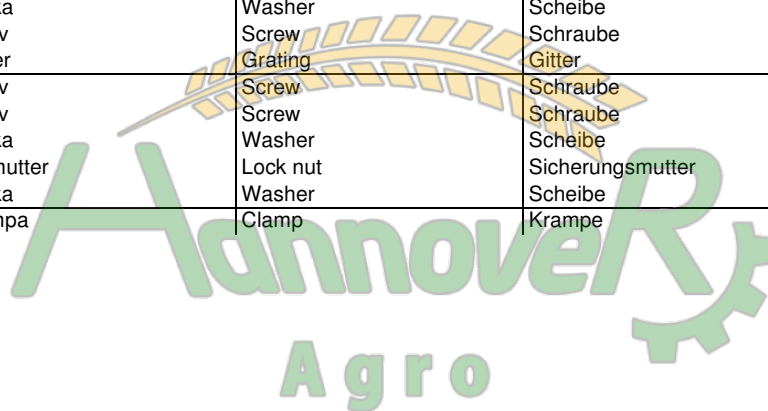 ka Washer Scheibe
v Screw Schraube
er Grating Gitter
v Screw Schraube
v Screw Schraube
ka Washer Scheibe
mutter Lock nut Sicherungsmutter
ka Washer Scheibe
mpa Clamp Krampe
HannoveR
Agro